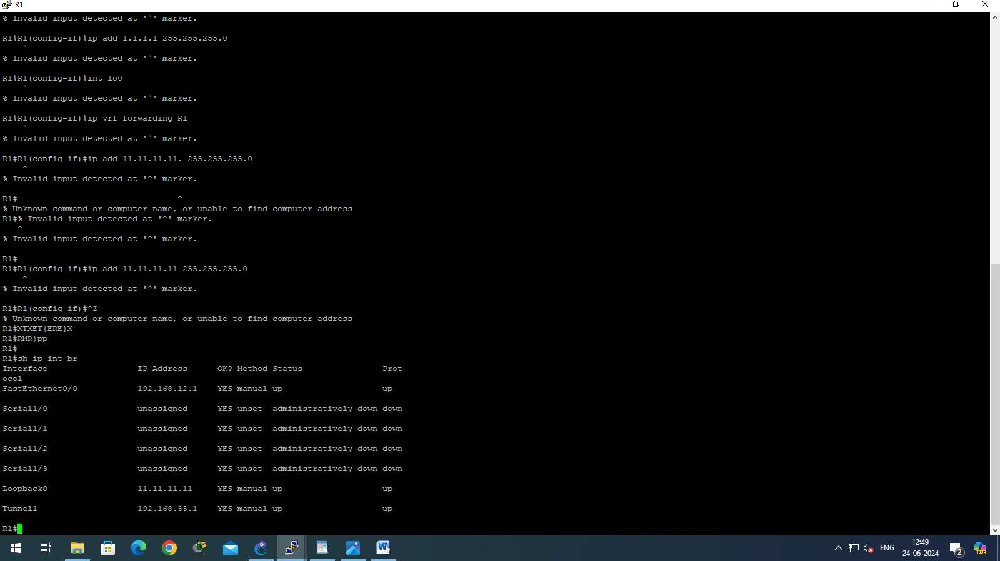 R1
% Invalid input detected at '^' marker.
R1#R1(config-if)#ip add 1.1.1.1 255.255.255.0
^
% Invalid input detected at '^' marker.
R1#R1(config-if)#int lo0
^
% Invalid input detected at '^' marker.
R1#R1(config-if)#ip vrf forwarding R1
^
% Invalid input detected at '^' marker.
R1#R1(config-if)#ip add 11.11.11.11. 255.255.255.0
^
% Invalid input detected at '^' marker.
R1#                                ^
% Unknown command or computer name, or unable to find computer address
R1#% Invalid input detected at '^' marker.
^
% Invalid input detected at '^' marker.
R1#
R1#R1(config-if)#ip add 11.11.11.11 255.255.255.0
^
% Invalid input detected at '^' marker.
R1#R1(config-if)#^Z
% Unknown command or computer name, or unable to find computer address
R1#XTXET{ERE}X
R1#RMR}pp
R1#
R1#sh ip int br
Interface                  IP-Address      OK? Method Status                Prot
ocol
FastEthernet0/0            192.168.12.1    YES manual up                    up
Serial1/0                  unassigned      YES unset  administratively down down
Serial1/1                  unassigned      YES unset  administratively down down
Serial1/2                  unassigned      YES unset  administratively down down
Serial1/3                  unassigned      YES unset  administratively down down
Loopback0                  11.11.11.11     YES manual up                    up
Tunnel1                    192.168.55.1    YES manual up                    up
R1#
ENG
12:49
24-06-2024
2
PRE
W